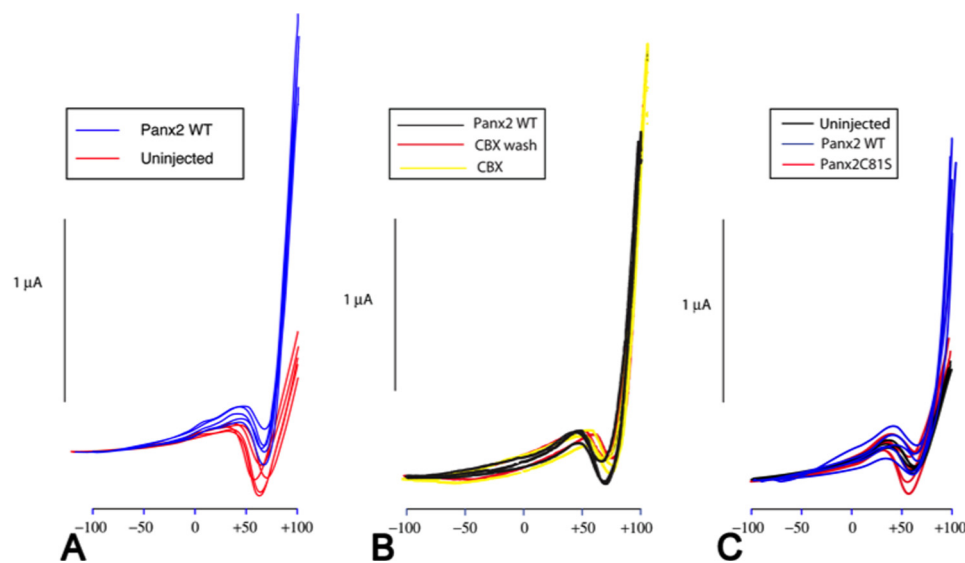 Panx2 WT
Uninjected
1 µA
−100 −50 0 +50 +100
A
Panx2 WT
CBX wash
CBX
1 µA
−100 −50 0 +50 +100
B
Uninjected
Panx2 WT
Panx2C81S
1 µA
−100 −50 0 +50 +100
C